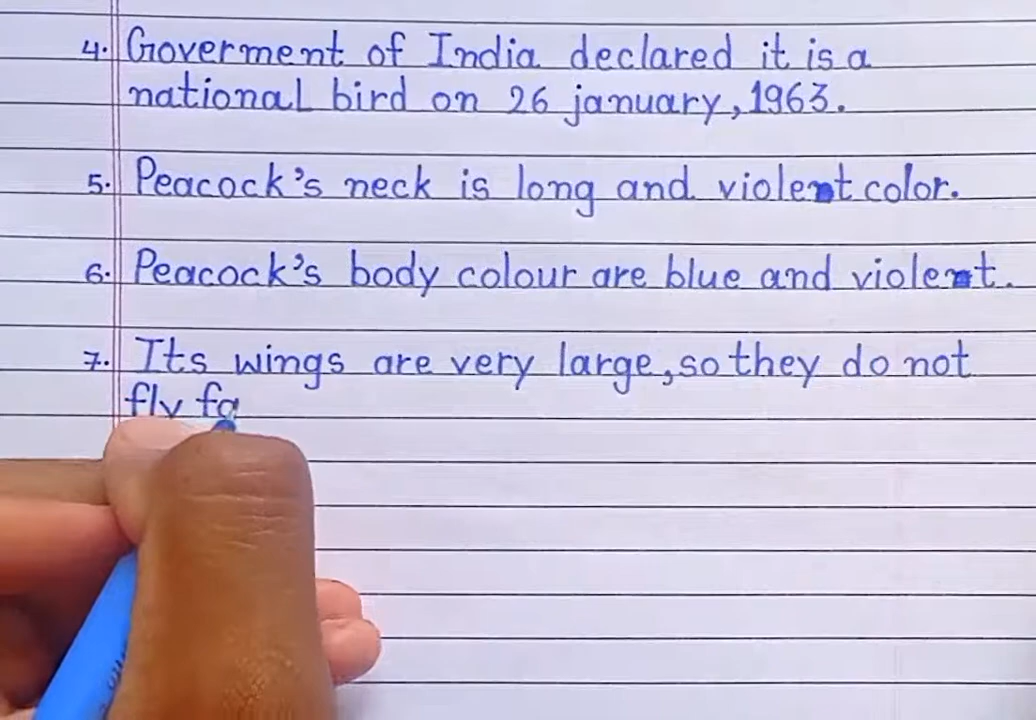 4. Goverment of India declared it is a
national bird on 26 january, 1963.
5. Peacock's neck is long and violent color.
6. Peacock's body colour are blue and violent.
7. Its wings are very large, so they do not
fly fa